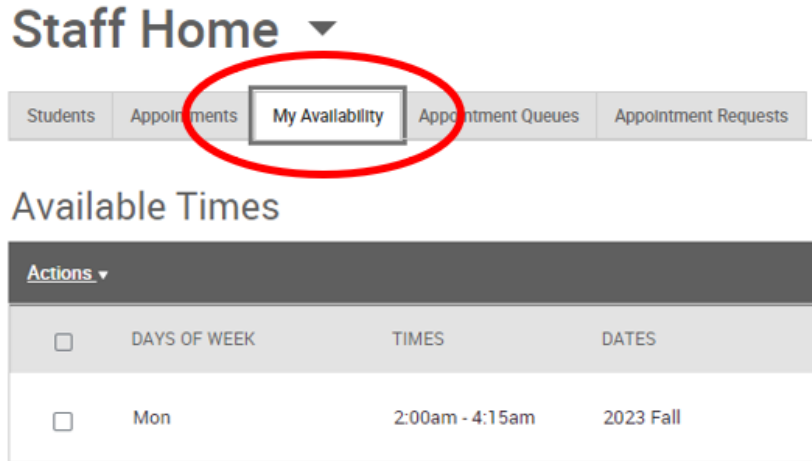 Staff Home
Students Appointments My Availability Appointment Queues Appointment Requests
Available Times
Actions
DAYS OF WEEK TIMES DATES
Mon 2:00am - 4:15am 2023 Fall